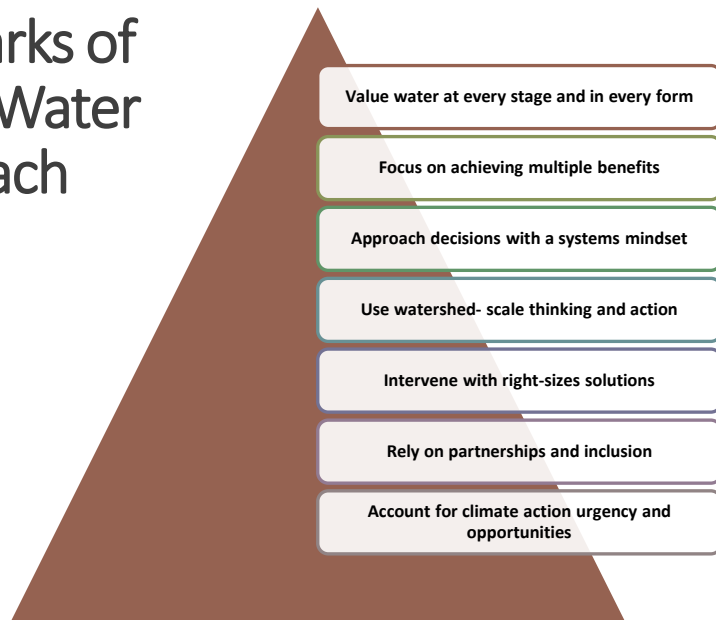 arks of
Water
ach
Value water at every stage and in every form
Focus on achieving multiple benefits
Approach decisions with a systems mindset
Use watershed- scale thinking and action
Intervene with right-sizes solutions
Rely on partnerships and inclusion
Account for climate action urgency and
opportunities